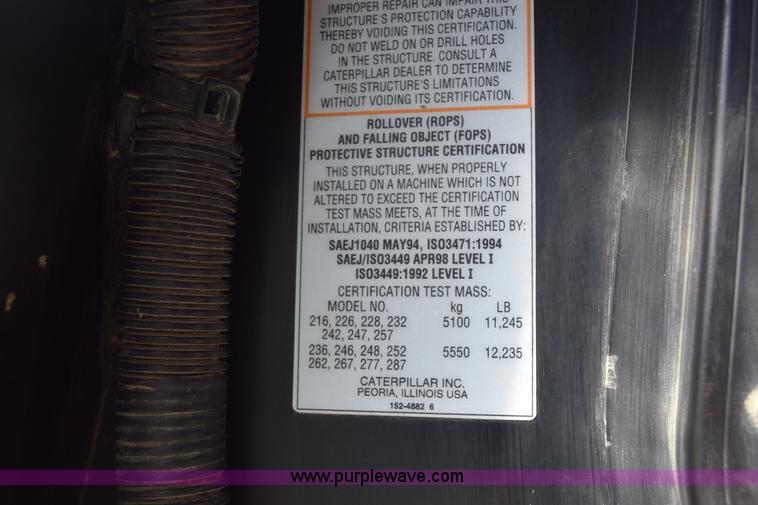 IMPROPER REPAIR CAN IMPAIR THIS
STRUCTURE'S PROTECTION CAPABILITY
THEREBY VOIDING THIS CERTIFICATION.
DO NOT WELD ON OR DRILL HOLES
IN THE STRUCTURE. CONSULT A
CATERPILLAR DEALER TO DETERMINE
THIS STRUCTURE'S LIMITATIONS
WITHOUT VOIDING ITS CERTIFICATION.
ROLLOVER (ROPS)
AND FALLING OBJECT (FOPS)
PROTECTIVE STRUCTURE CERTIFICATION
THIS STRUCTURE, WHEN PROPERLY
INSTALLED ON A MACHINE WHICH IS NOT
ALTERED TO EXCEED THE CERTIFICATION
TEST MASS MEETS, AT THE TIME OF
INSTALLATION, CRITERIA ESTABLISHED BY:
SAEJ1040 MAY94, ISO3471:1994
SAEJ/ISO3449 APR98 LEVEL I
ISO3449:1992 LEVEL I
CERTIFICATION TEST MASS:
MODEL NO. kg LB
216, 226, 228, 232 5100 11,245
242, 247, 257
236, 246, 248, 252 5550 12,235
262, 267, 277, 287
CATERPILLAR INC.
PEORIA, ILLINOIS USA
152-4882 6
www.purplewave.com